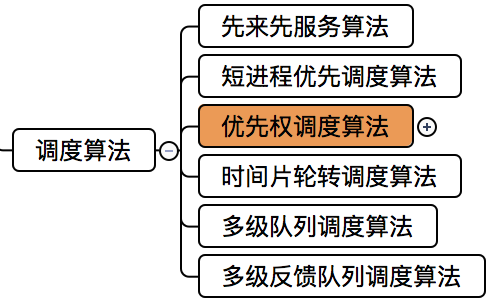 调度算法
先来先服务算法
短进程优先调度算法
优先权调度算法
时间片轮转调度算法
多级队列调度算法
多级反馈队列调度算法